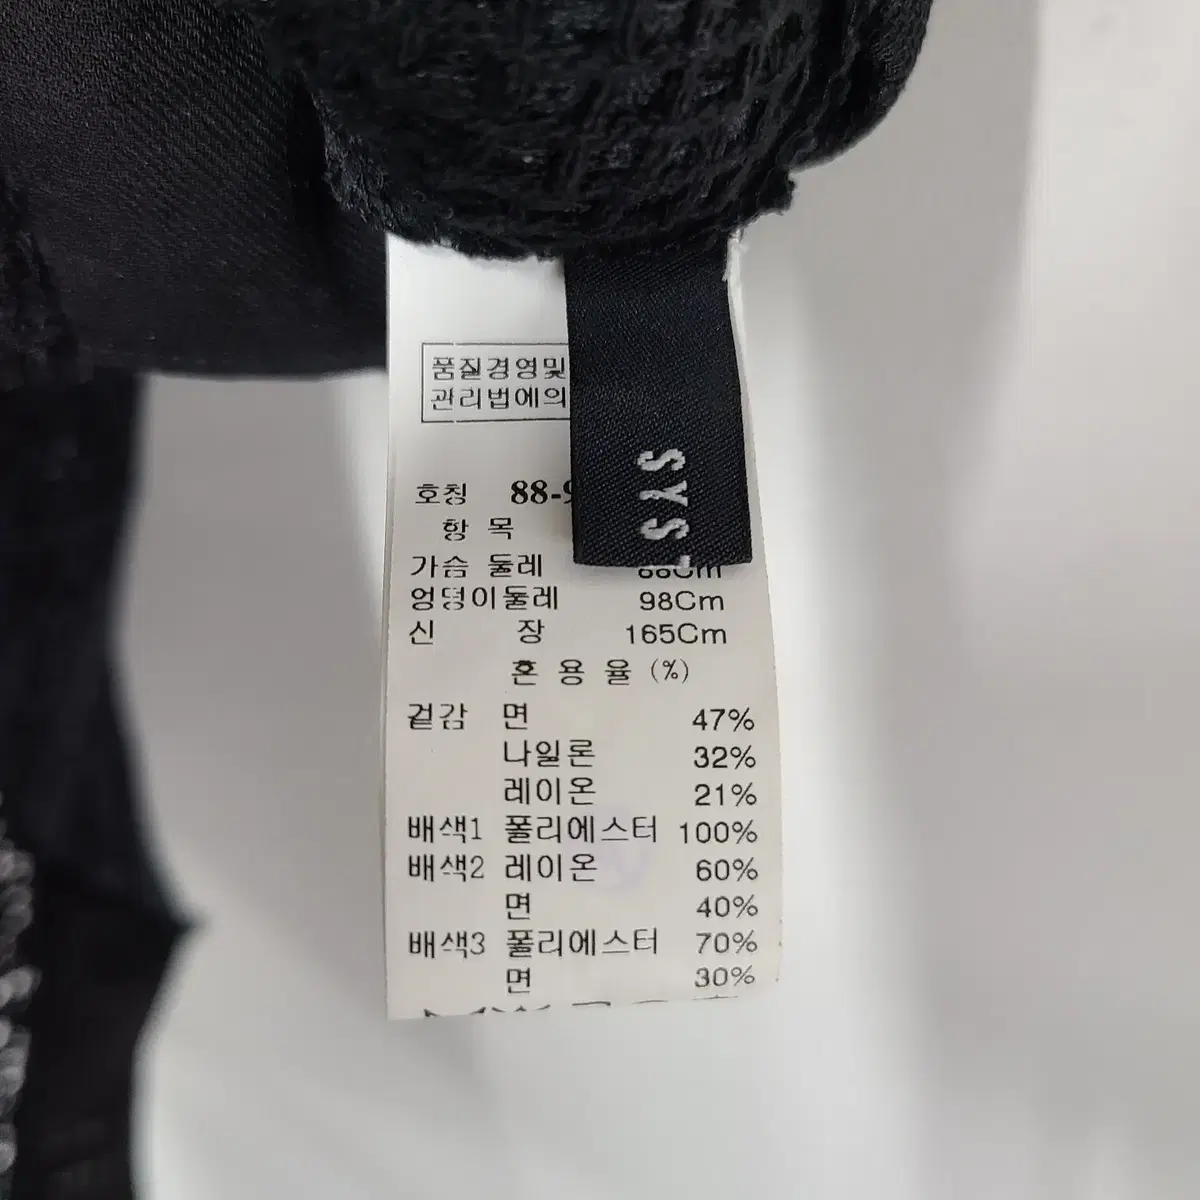 품질경영및
관리법에의
호칭 88-9
항 목
가슴 둘레 88Cm
엉덩이둘레 98Cm
신 장 165Cm
혼 용 율 (%)
겉감 면 47%
나일론 32%
레이온 21%
배색1 폴리에스터 100%
배색2 레이온 60%
면 40%
배색3 폴리에스터 70%
면 30%
SYS